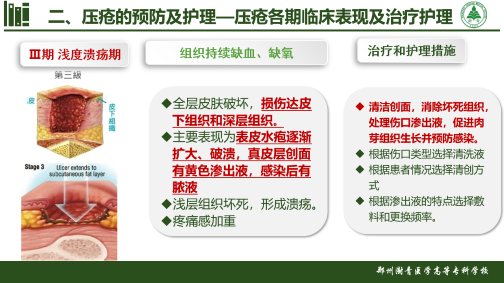 二、压疮的预防及护理—压疮各期临床表现及治疗护理
Ⅲ期 浅度溃疡期
组织持续缺血、缺氧
治疗和护理措施
第三級
皮
皮下組織
Stage 3
Ulcer extends to
subcutaneous fat layer
◆全层皮肤破坏，损伤达皮
下组织和深层组织。
◆主要表现为表皮水疱逐渐
扩大、破溃，真皮层创面
有黄色渗出液，感染后有
脓液
◆浅层组织坏死，形成溃疡。
◆疼痛感加重
◆ 清洁创面，消除坏死组织，
处理伤口渗出液，促进肉
芽组织生长并预防感染。
◆ 根据伤口类型选择清洗液
◆ 根据患者情况选择清创方
式
◆ 根据渗出液的特点选择敷
料和更换频率。
郑州澍青医学高等专科学校